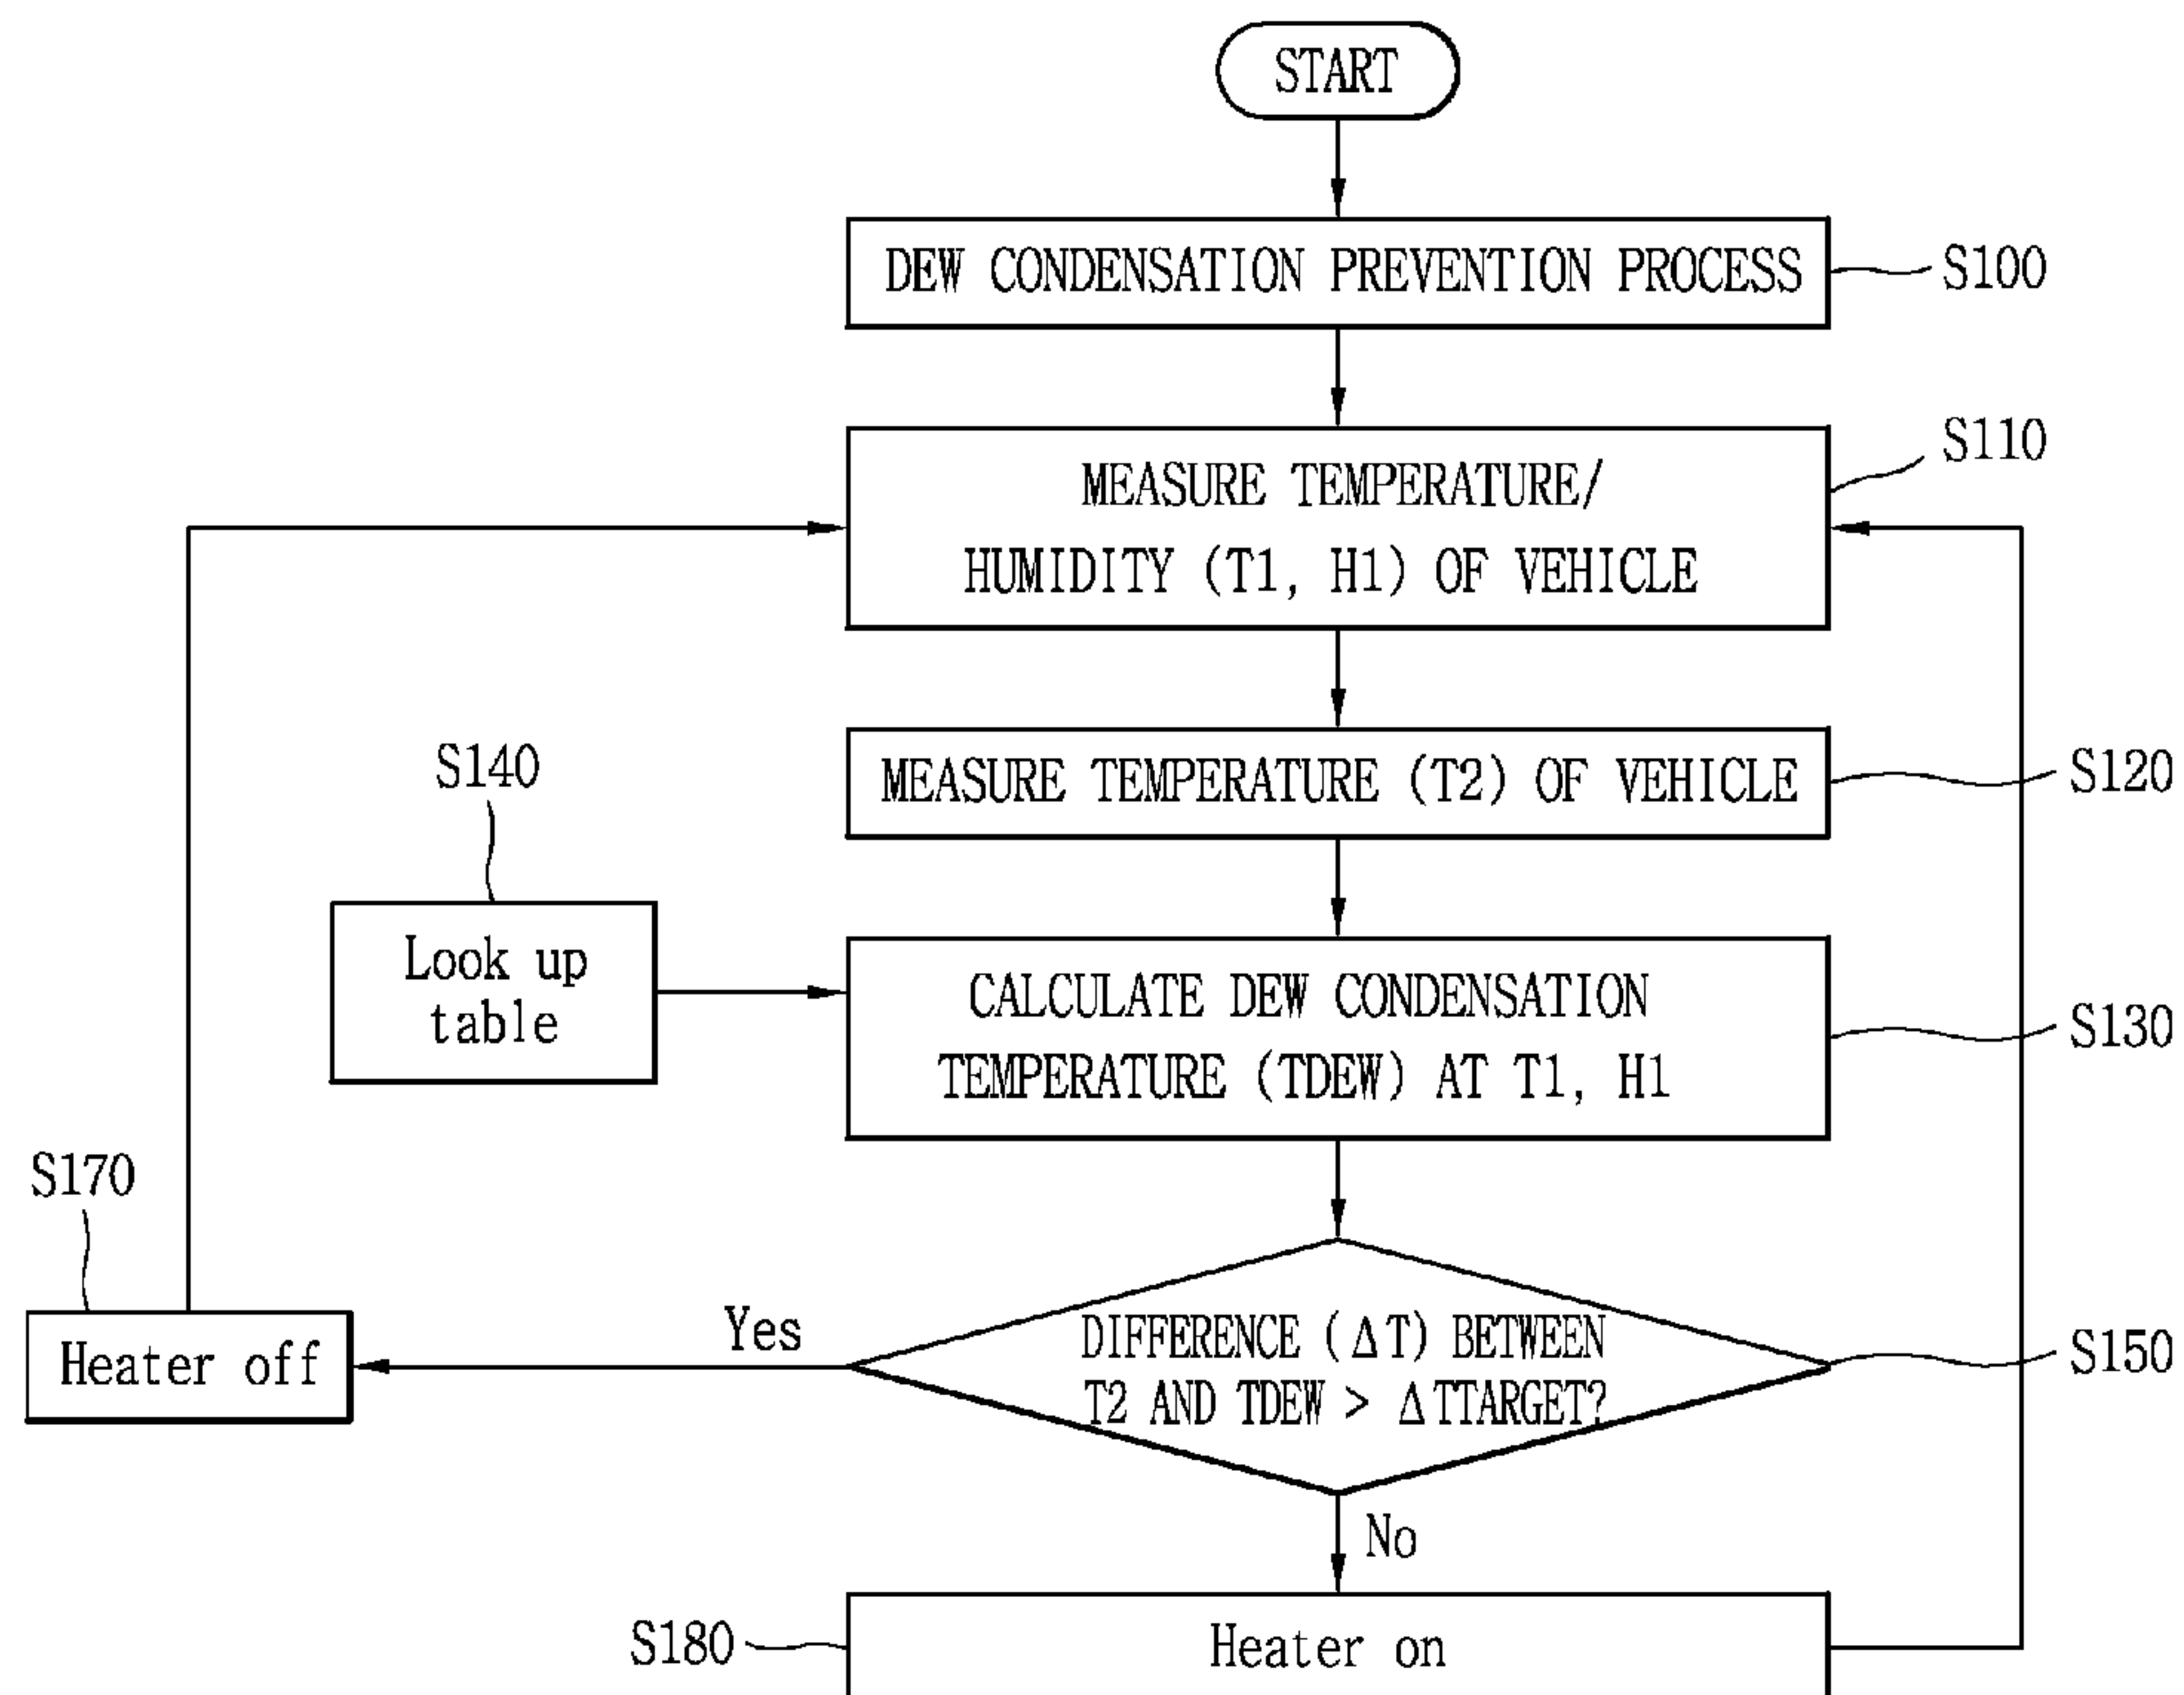 START
DEW CONDENSATION PREVENTION PROCESS
S100
S110
MEASURE TEMPERATURE/
HUMIDITY (T1, H1) OF VEHICLE
MEASURE TEMPERATURE (T2) OF VEHICLE
S120
S140
Look up
table
CALCULATE DEW CONDENSATION
TEMPERATURE (TDEW) AT T1, H1
S130
S170
Heater off
Yes
DIFFERENCE (ΔT) BETWEEN
T2 AND TDEW > ΔTTARGET?
S150
No
S180
Heater on